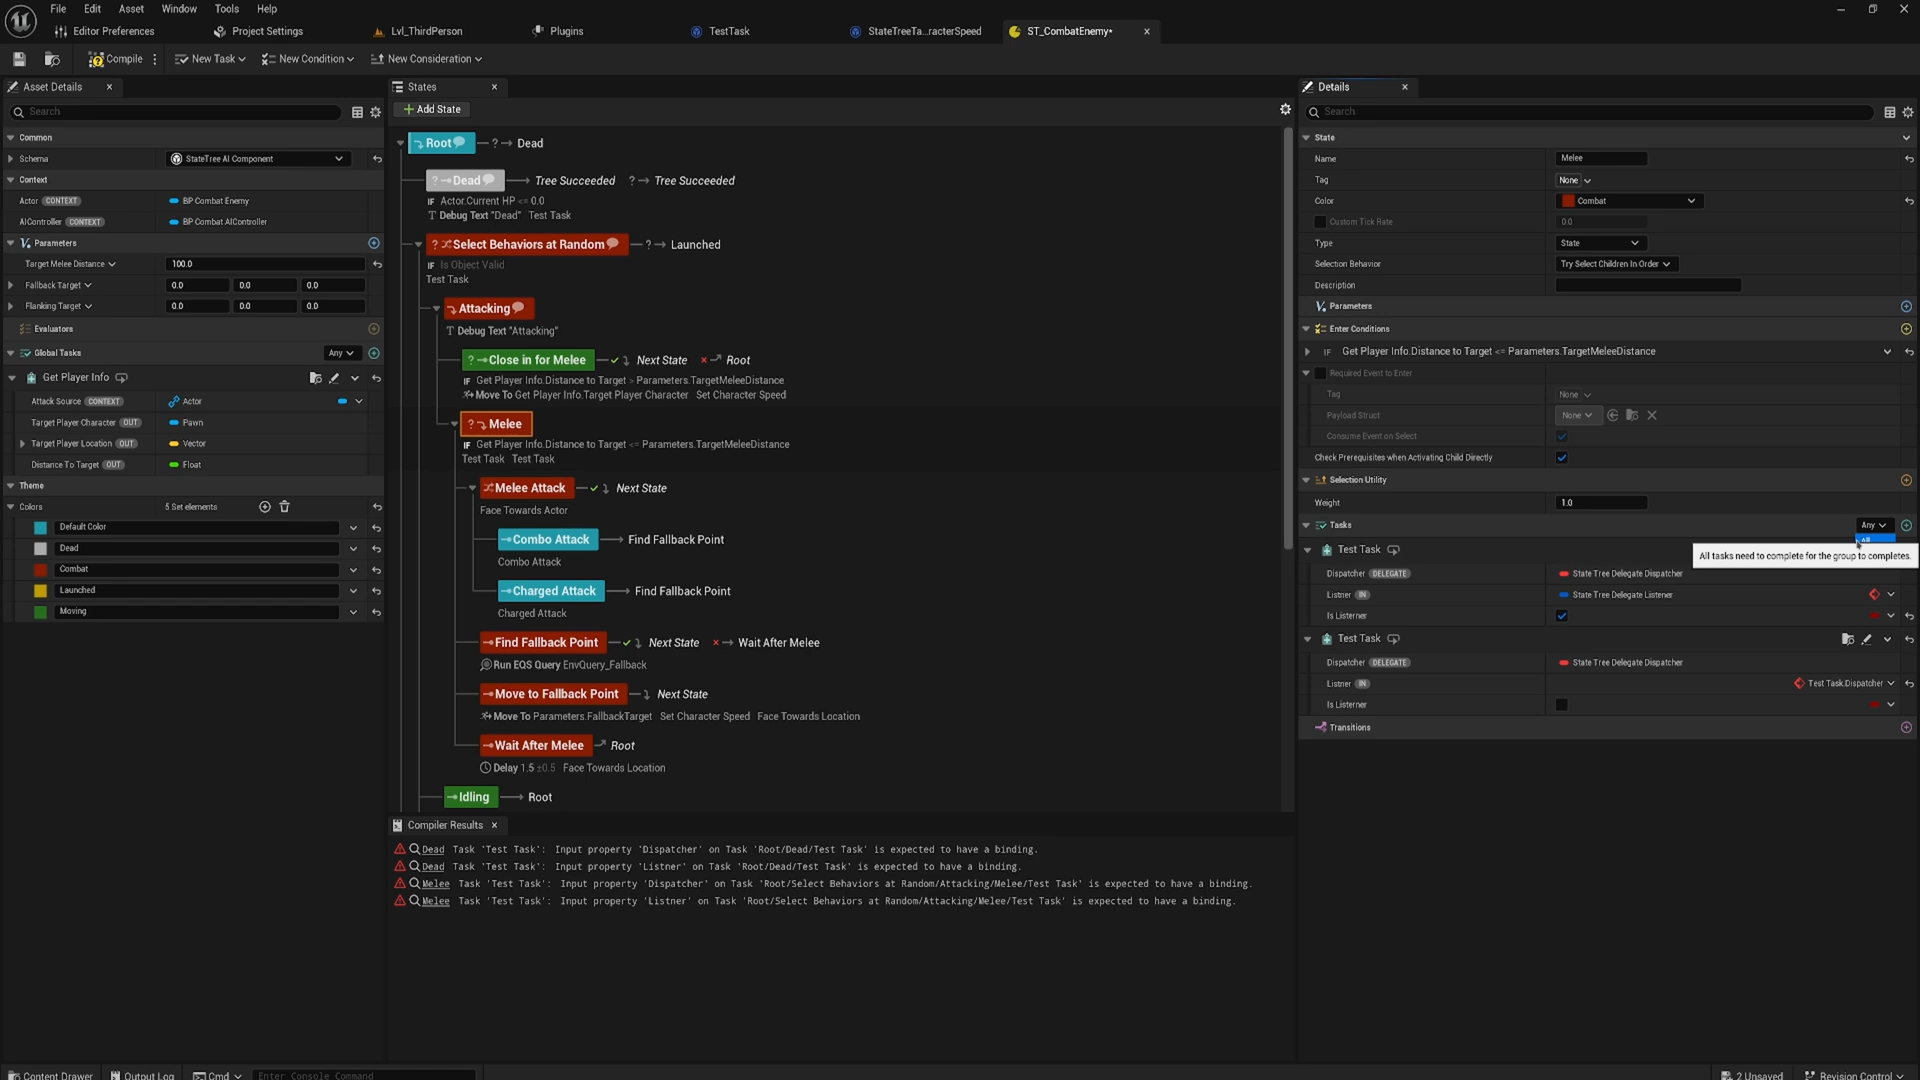 File Edit Asset Window Tools Help
Editor Preferences Project Settings Lvl_ThirdPerson Plugins TestTask StateTreeTa...racterSpeed ST_CombatEnemy*
Compile New Task New Condition New Consideration
Asset Details
Search
Common
Schema StateTree AI Component
Context
Actor CONTEXT BP Combat Enemy
AIController CONTEXT BP Combat AIController
Parameters
Target Melee Distance 100.0
Fallback Target 0.0 0.0 0.0
Flanking Target 0.0 0.0 0.0
Evaluators
Global Tasks Any
Get Player Info
Attack Source CONTEXT Actor
Target Player Character OUT Pawn
Target Player Location OUT Vector
Distance To Target OUT Float
Theme
Colors 5 Set elements
Default Color
Dead
Combat
Launched
Moving
States
Add State
Root ? Dead
? Dead Tree Succeeded ? Tree Succeeded
IF Actor.Current HP <= 0.0
Debug Text "Dead" Test Task
? Select Behaviors at Random ? Launched
IF Is Object Valid
Test Task
Attacking
Debug Text "Attacking"
? Close in for Melee Next State Root
IF Get Player Info.Distance to Target > Parameters.TargetMeleeDistance
Move To Get Player Info.Target Player Character Set Character Speed
? Melee
IF Get Player Info.Distance to Target <= Parameters.TargetMeleeDistance
Test Task Test Task
Melee Attack Next State
Face Towards Actor
Combo Attack Find Fallback Point
Combo Attack
Charged Attack Find Fallback Point
Charged Attack
Find Fallback Point Next State Wait After Melee
Run EQS Query EnvQuery_Fallback
Move to Fallback Point Next State
Move To Parameters.FallbackTarget Set Character Speed Face Towards Location
Wait After Melee Root
Delay 1.5 ±0.5 Face Towards Location
Idling Root
Compiler Results
Dead Task 'Test Task': Input property 'Dispatcher' on Task 'Root/Dead/Test Task' is expected to have a binding.
Dead Task 'Test Task': Input property 'Listner' on Task 'Root/Dead/Test Task' is expected to have a binding.
Melee Task 'Test Task': Input property 'Dispatcher' on Task 'Root/Select Behaviors at Random/Attacking/Melee/Test Task' is expected to have a binding.
Melee Task 'Test Task': Input property 'Listner' on Task 'Root/Select Behaviors at Random/Attacking/Melee/Test Task' is expected to have a binding.
Details
Search
State
Name Melee
Tag None
Color Combat
Custom Tick Rate 0.0
Type State
Selection Behavior Try Select Children In Order
Description
Parameters
Enter Conditions
IF Get Player Info.Distance to Target <= Parameters.TargetMeleeDistance
Required Event to Enter
Tag None
Payload Struct None
Consume Event on Select
Check Prerequisites when Activating Child Directly
Selection Utility
Weight 1.0
Tasks Any
All
Test Task
All tasks need to complete for the group to completes.
Dispatcher DELEGATE State Tree Delegate Dispatcher
Listner IN State Tree Delegate Listener
Is Listerner
Test Task
Dispatcher DELEGATE State Tree Delegate Dispatcher
Listner IN Test Task.Dispatcher
Is Listerner
Transitions
Content Drawer Output Log Cmd Enter Console Command 2 Unsaved Revision Control